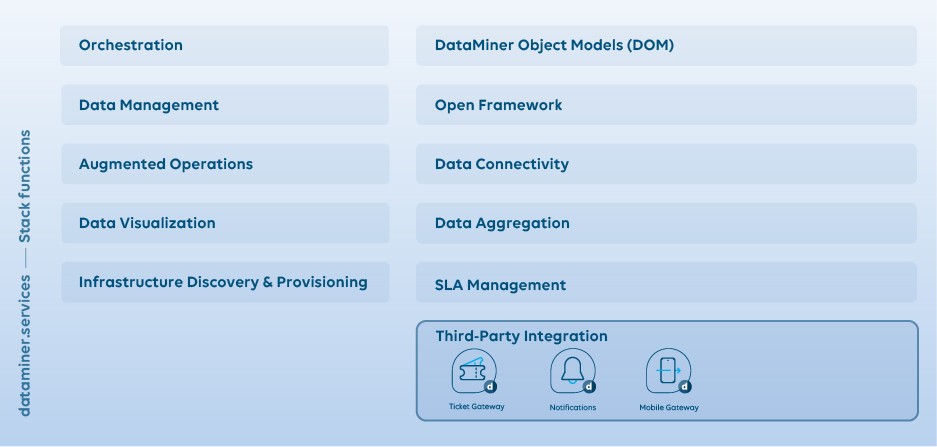 dataminer.services — Stack functions
Orchestration
Data Management
Augmented Operations
Data Visualization
Infrastructure Discovery & Provisioning
DataMiner Object Models (DOM)
Open Framework
Data Connectivity
Data Aggregation
SLA Management
Third-Party Integration
d
d
d
Ticket Gateway
Notifications
Mobile Gateway